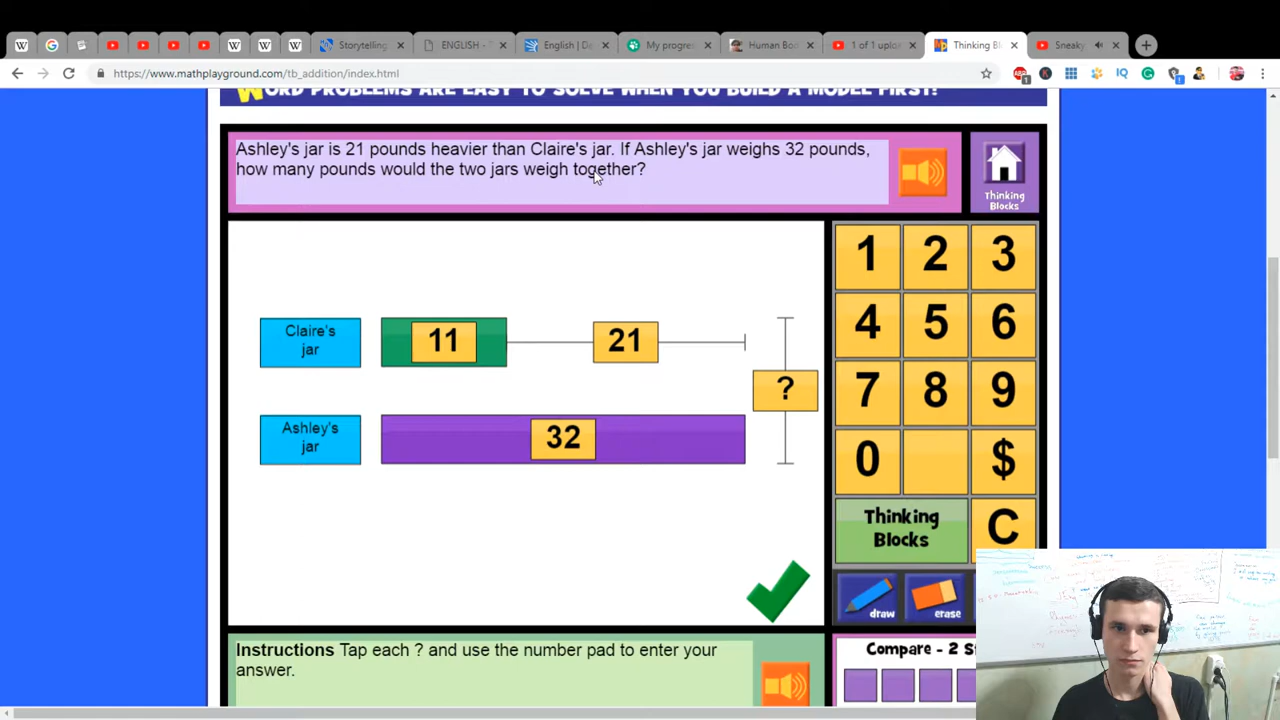 Storytelling
ENGLISH - "
English | De
My progre
Human Bod
1 of 1 uploa
Thinking Bl
Sneaky
https://www.mathplayground.com/tb_addition/index.html
WORD PROBLEMS ARE EASY TO SOLVE WHEN YOU BUILD A MODEL FIRST!
Ashley's jar is 21 pounds heavier than Claire's jar. If Ashley's jar weighs 32 pounds,
how many pounds would the two jars weigh together?
Thinking
Blocks
1 2 3
4 5 6
7 8 9
0 $
Thinking
Blocks
C
draw
erase
Claire's
jar
11
21
?
Ashley's
jar
32
Instructions Tap each ? and use the number pad to enter your
answer.
Compare - 2 S